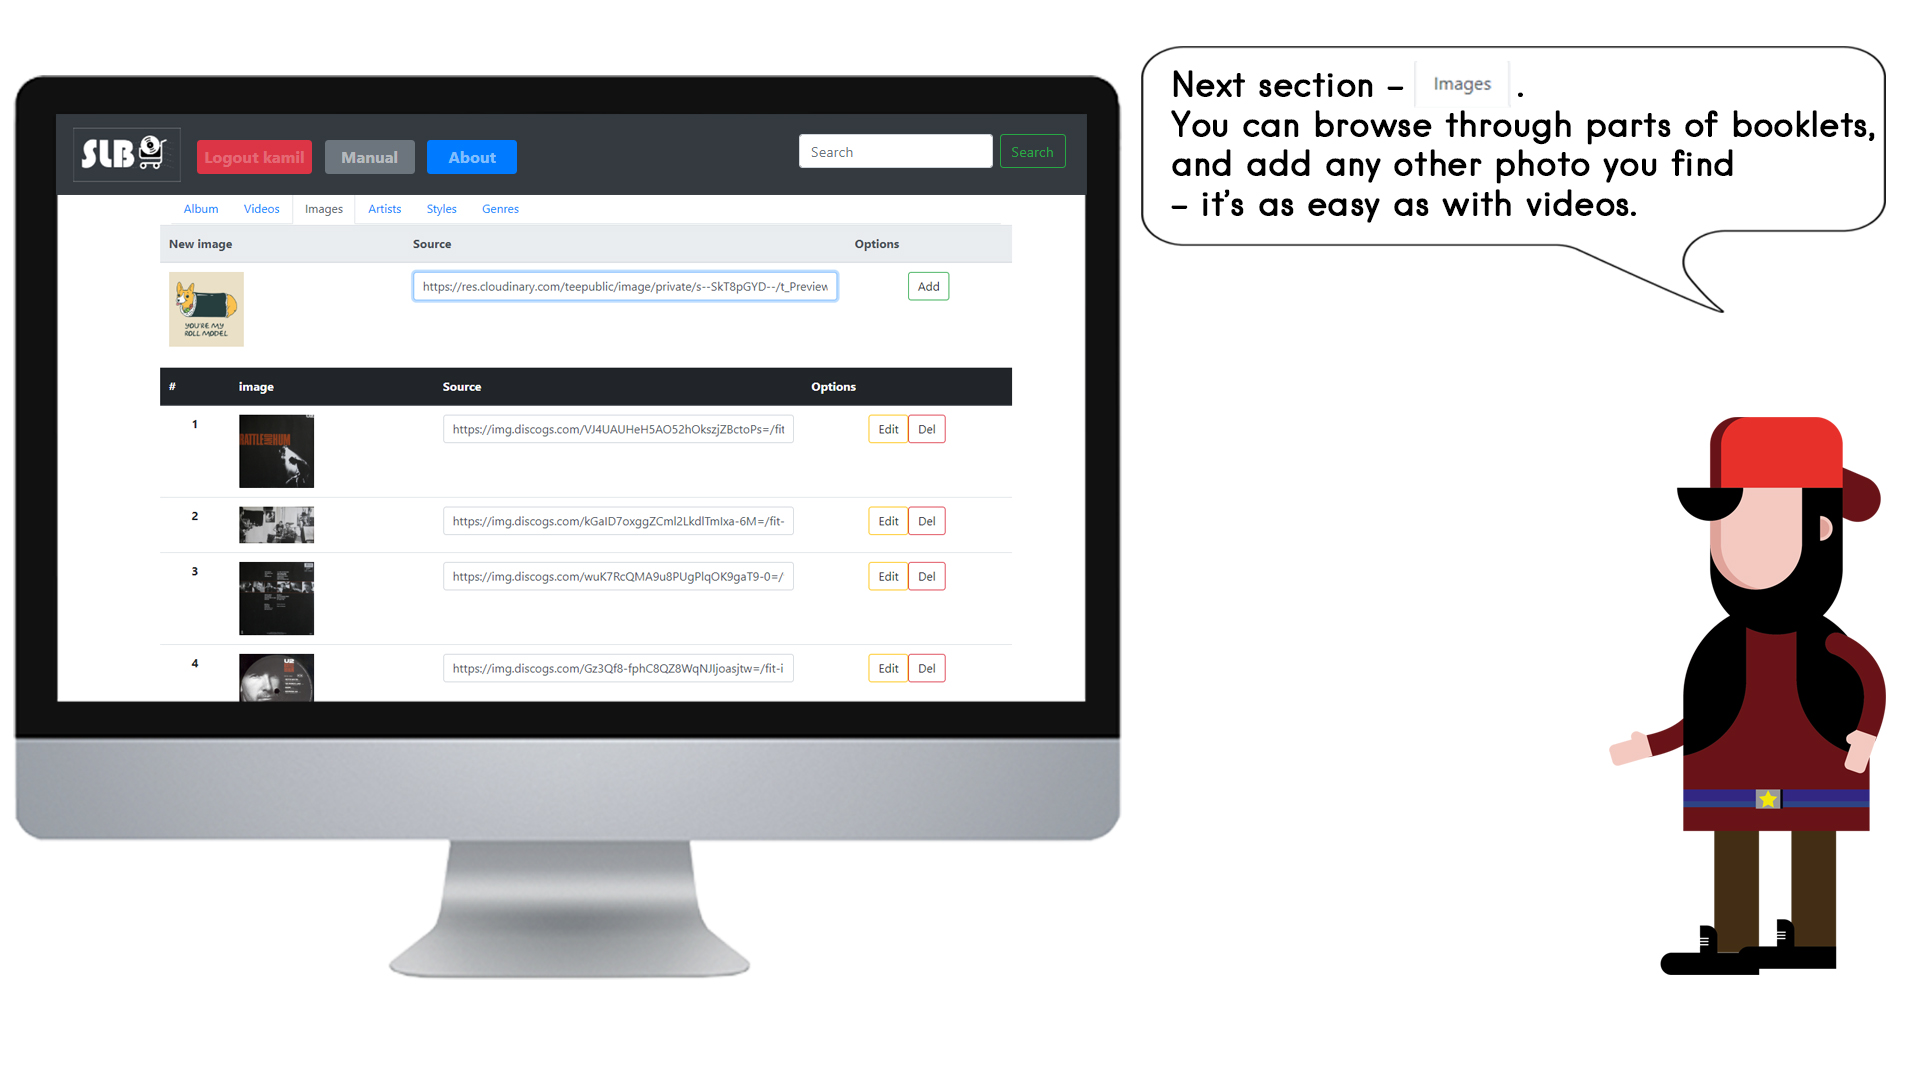 SLB
Logout kamil
Manual
About
Search
Search
Album
Videos
Images
Artists
Styles
Genres
New image
Source
Options
YOU'RE MY
ROLL MODEL
https://res.cloudinary.com/teepublic/image/private/s--SkT8pGYD--/t_Preview
Add
#
image
Source
Options
1
RATTLE AND HUM
https://img.discogs.com/VJ4UAUHeH5AO52hOkszjZBctoPs=/fit
Edit
Del
2
https://img.discogs.com/kGaID7oxggZCml2LkdlTmIxa-6M=/fit-
Edit
Del
3
https://img.discogs.com/wuK7RcQMA9u8PUgPlqOK9gaT9-0=/
Edit
Del
4
U2
https://img.discogs.com/Gz3Qf8-fphC8QZ8WqNJIjoasjtw=/fit-i
Edit
Del
Next section – Images .
You can browse through parts of booklets,
and add any other photo you find
– it's as easy as with videos.